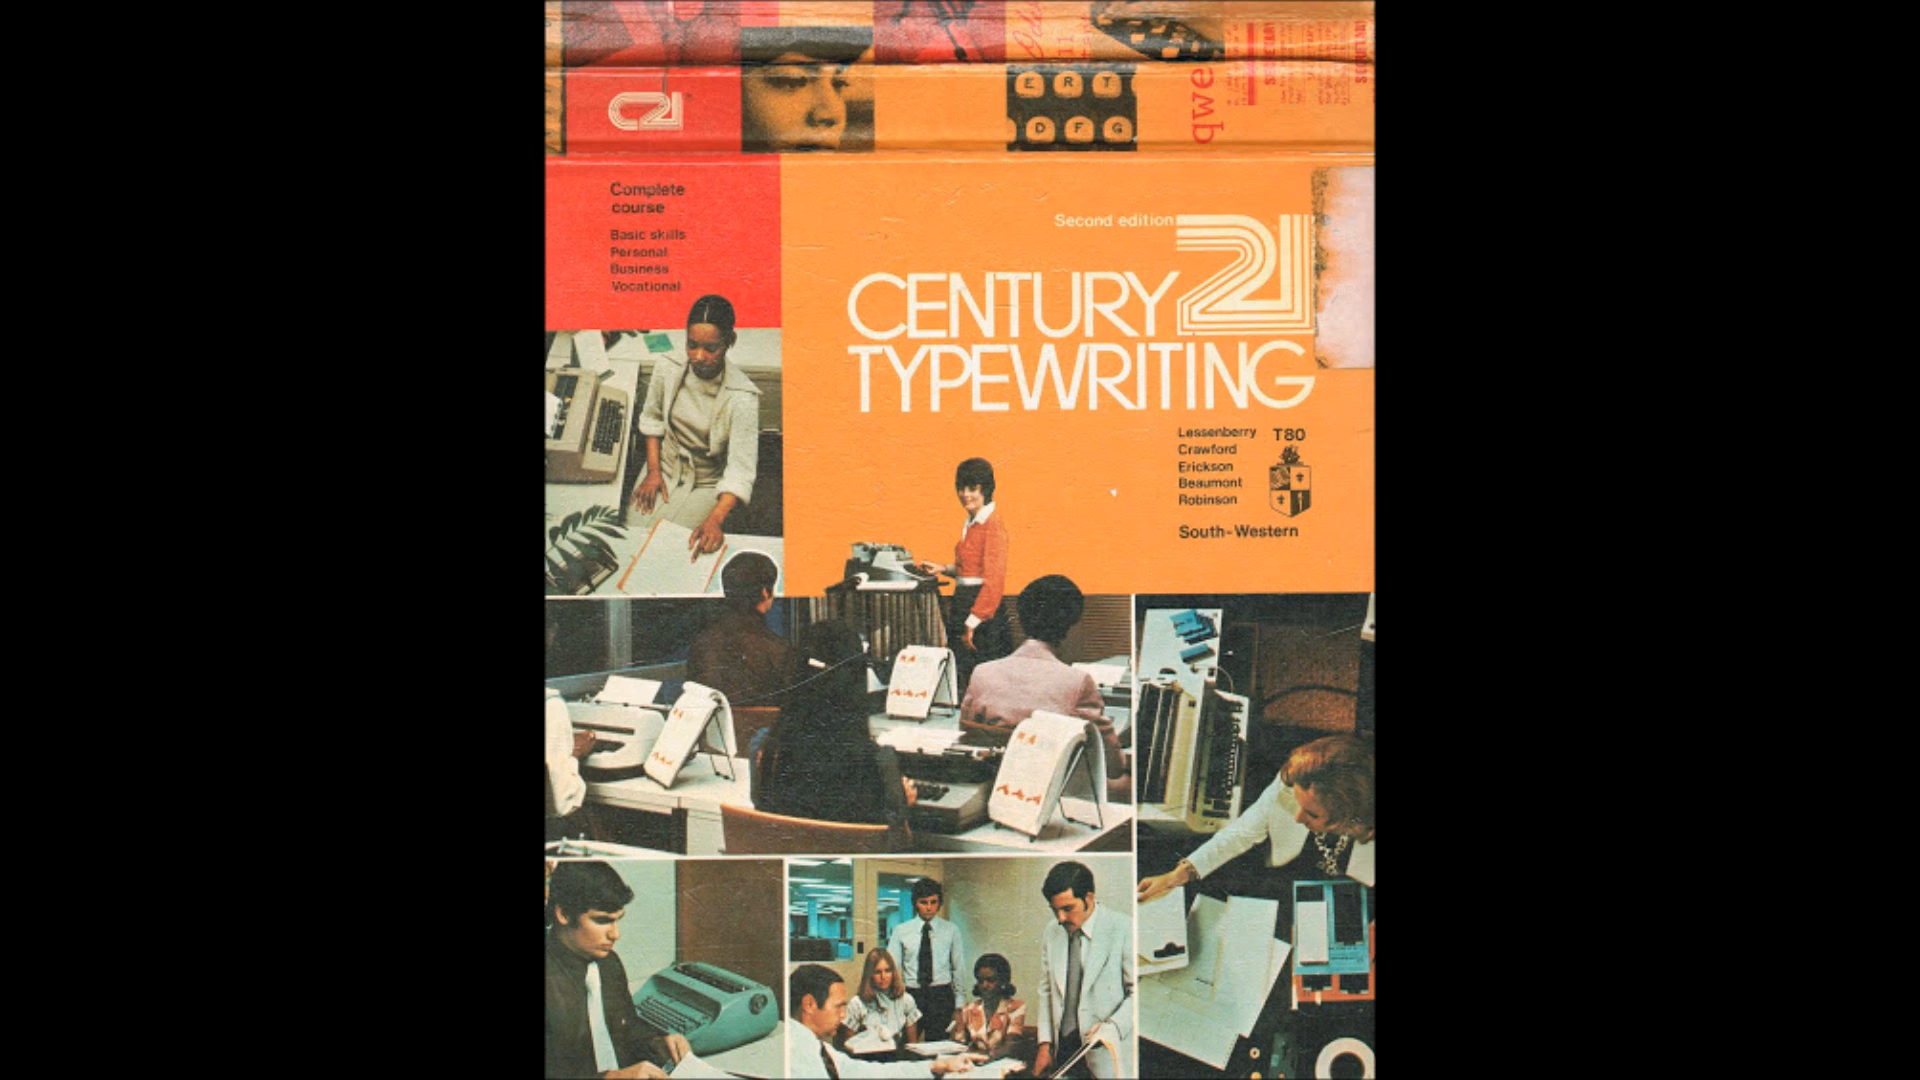 C21
E R T
D F G
qwe
Complete
course
Basic skills
Personal
Business
Vocational
Second edition
CENTURY 21
TYPEWRITING
Lessenberry
Crawford
Erickson
Beaumont
Robinson
T80
South-Western